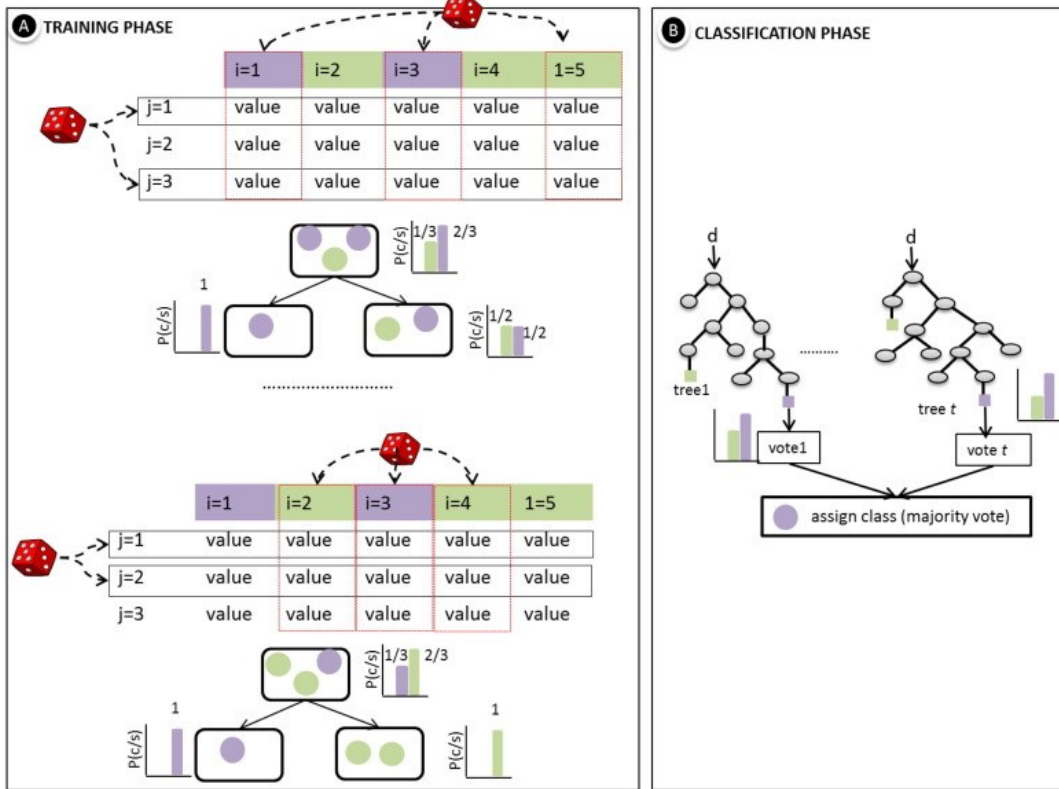 A TRAINING PHASE
i=1 i=2 i=3 i=4 1=5
j=1 value value value value value
j=2 value value value value value
j=3 value value value value value
P(c/s) 1/3 2/3
P(c/s) 1
P(c/s) 1/2 1/2
i=1 i=2 i=3 i=4 1=5
j=1 value value value value value
j=2 value value value value value
j=3 value value value value value
P(c/s) 1/3 2/3
P(c/s) 1
P(c/s) 1
B CLASSIFICATION PHASE
d d
tree1 tree t
vote1 vote t
assign class (majority vote)